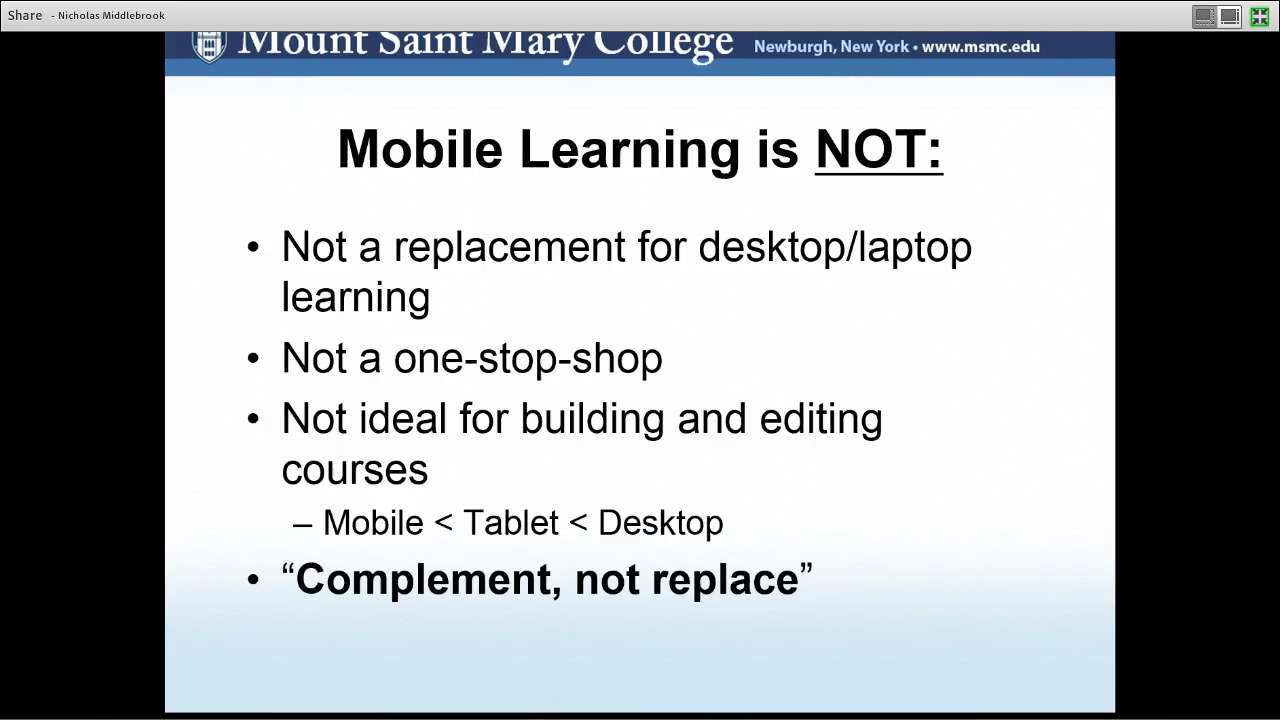 Share - Nicholas Middlebrook
Mount Saint Mary College Newburgh, New York • www.msmc.edu
Mobile Learning is NOT:
• Not a replacement for desktop/laptop
learning
• Not a one-stop-shop
• Not ideal for building and editing
courses
– Mobile < Tablet < Desktop
• “Complement, not replace”